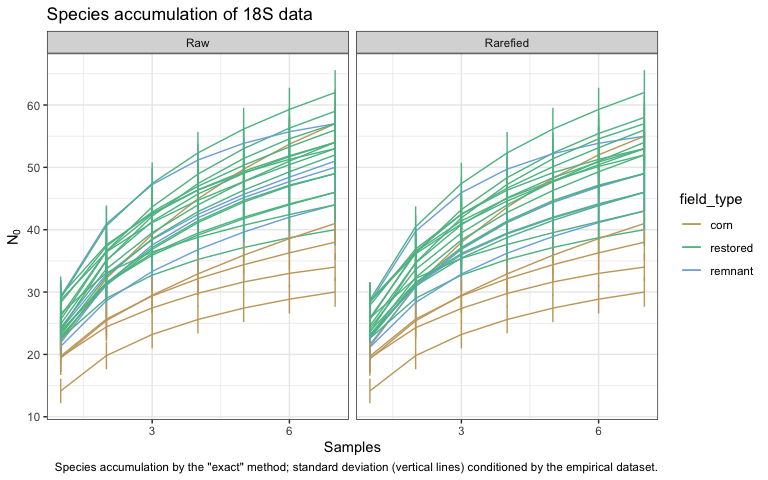 Species accumulation of 18S data
Raw
Rarefied
60
50
40
30
20
10
N₀
3
6
3
6
Samples
field_type
corn
restored
remnant
Species accumulation by the "exact" method; standard deviation (vertical lines) conditioned by the empirical dataset.